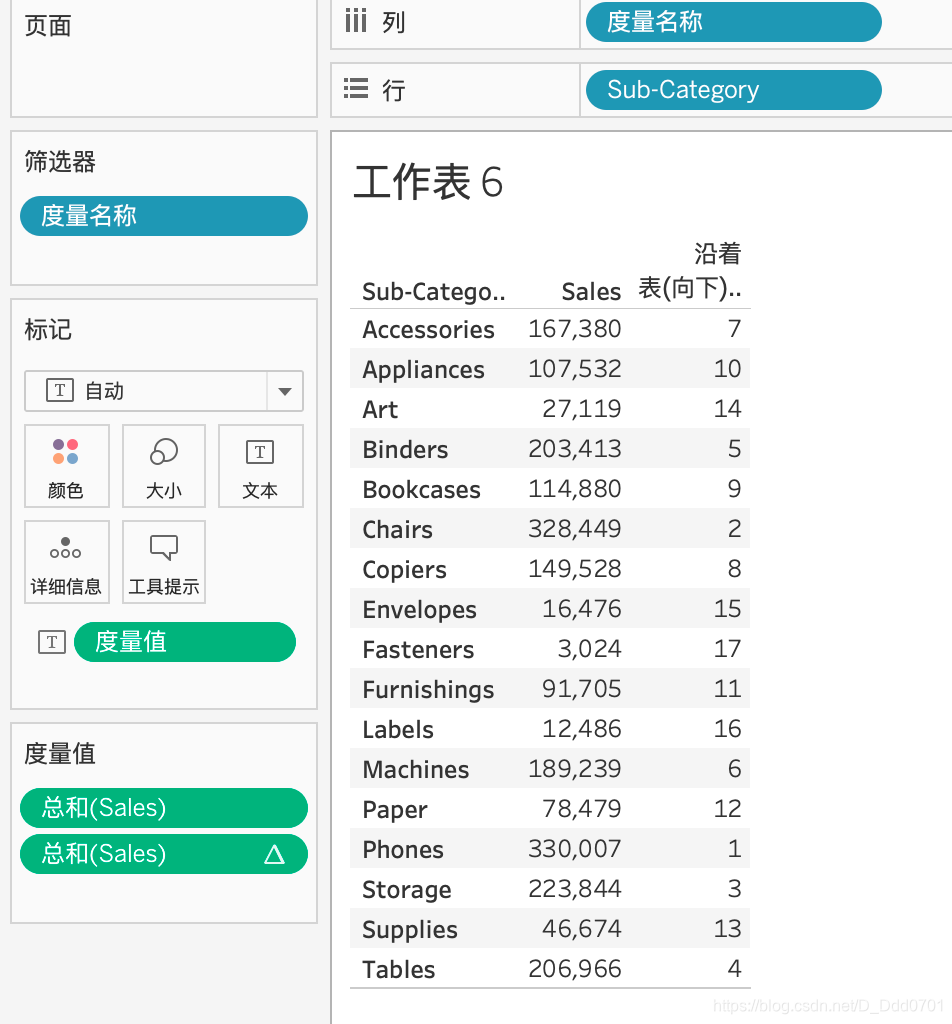 页面
列
度量名称
行
Sub-Category
筛选器
度量名称
标记
T 自动
颜色
大小
T
文本
详细信息
工具提示
T 度量值
度量值
总和(Sales)
总和(Sales)
工作表 6
沿着
Sub-Catego.. Sales 表(向下)..
Accessories 167,380 7
Appliances 107,532 10
Art 27,119 14
Binders 203,413 5
Bookcases 114,880 9
Chairs 328,449 2
Copiers 149,528 8
Envelopes 16,476 15
Fasteners 3,024 17
Furnishings 91,705 11
Labels 12,486 16
Machines 189,239 6
Paper 78,479 12
Phones 330,007 1
Storage 223,844 3
Supplies 46,674 13
Tables 206,966 4
https://blog.csdn.net/D_Ddd0701